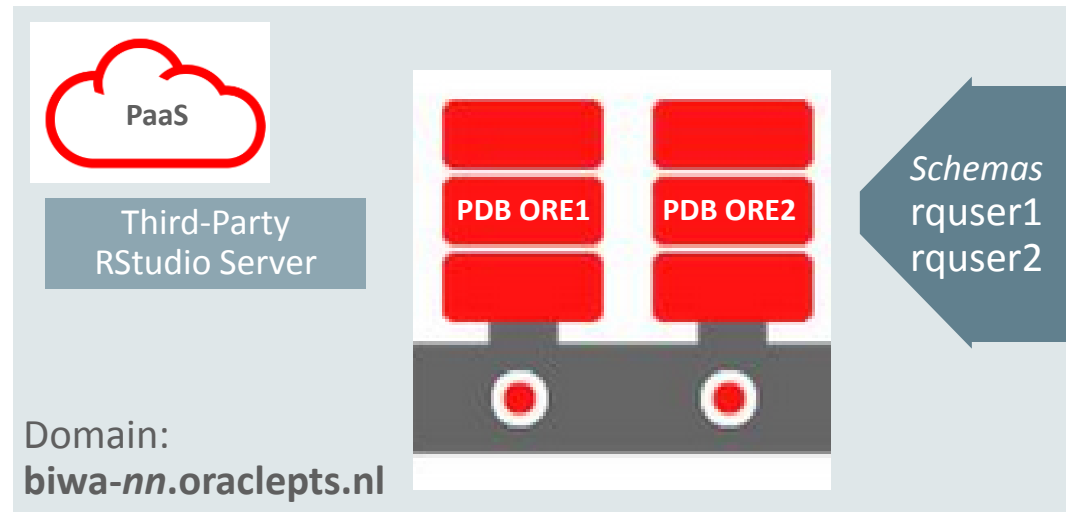 PaaS
Third-Party
RStudio Server
PDB ORE1
PDB ORE2
Schemas
rquser1
rquser2
Domain:
biwa-nn.oraclepts.nl